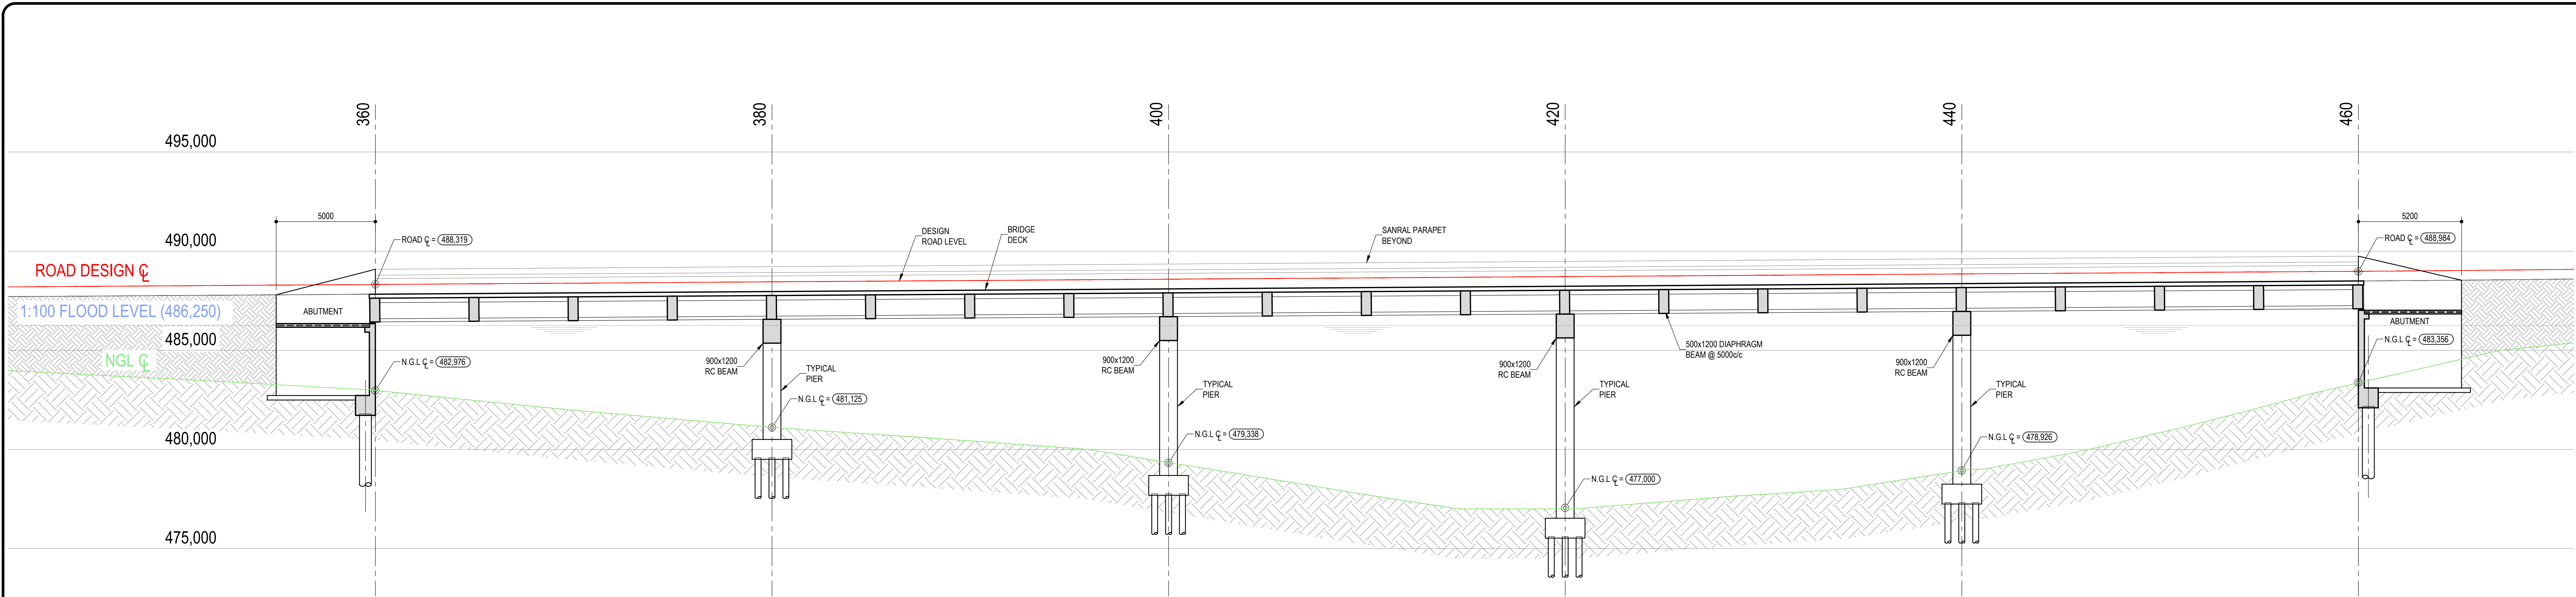 360
380
400
420
440
460
495,000
5000
5200
ROAD ℄ = 488,319
DESIGN
ROAD LEVEL
BRIDGE
DECK
SANRAL PARAPET
BEYOND
ROAD ℄ = 488,984
490,000
ROAD DESIGN ℄
1:100 FLOOD LEVEL (486,250)
ABUTMENT
ABUTMENT
485,000
NGL ℄
N.G.L ℄ = 482,976
900x1200
RC BEAM
TYPICAL
PIER
N.G.L ℄ = 481,125
900x1200
RC BEAM
TYPICAL
PIER
N.G.L ℄ = 479,338
900x1200
RC BEAM
TYPICAL
PIER
N.G.L ℄ = 477,000
500x1200 DIAPHRAGM
BEAM @ 5000c/c
900x1200
RC BEAM
TYPICAL
PIER
N.G.L ℄ = 478,926
N.G.L ℄ = 483,356
480,000
475,000